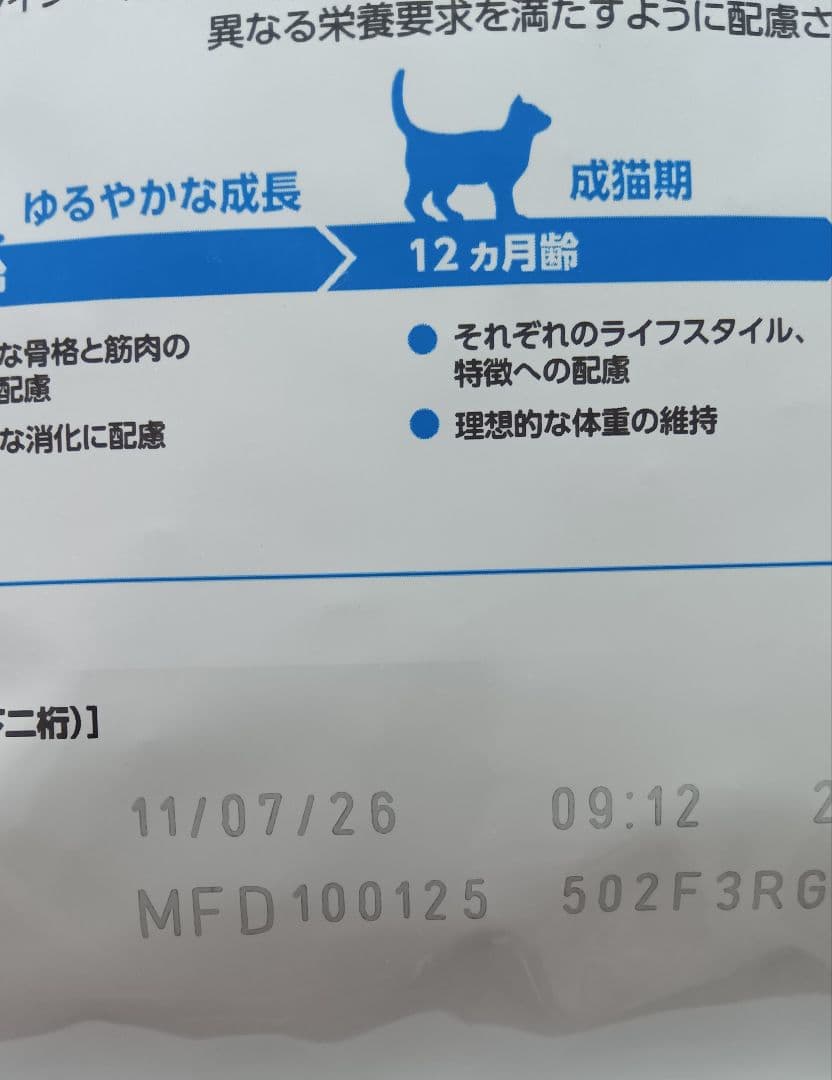 異なる栄養要求を満たすように配慮さ
ゆるやかな成長
成猫期
12ヵ月齢
な骨格と筋肉の
配慮
な消化に配慮
● それぞれのライフスタイル、
特徴への配慮
● 理想的な体重の維持
二桁)]
11/07/26 09:12 2
MFD100125 502F3RG